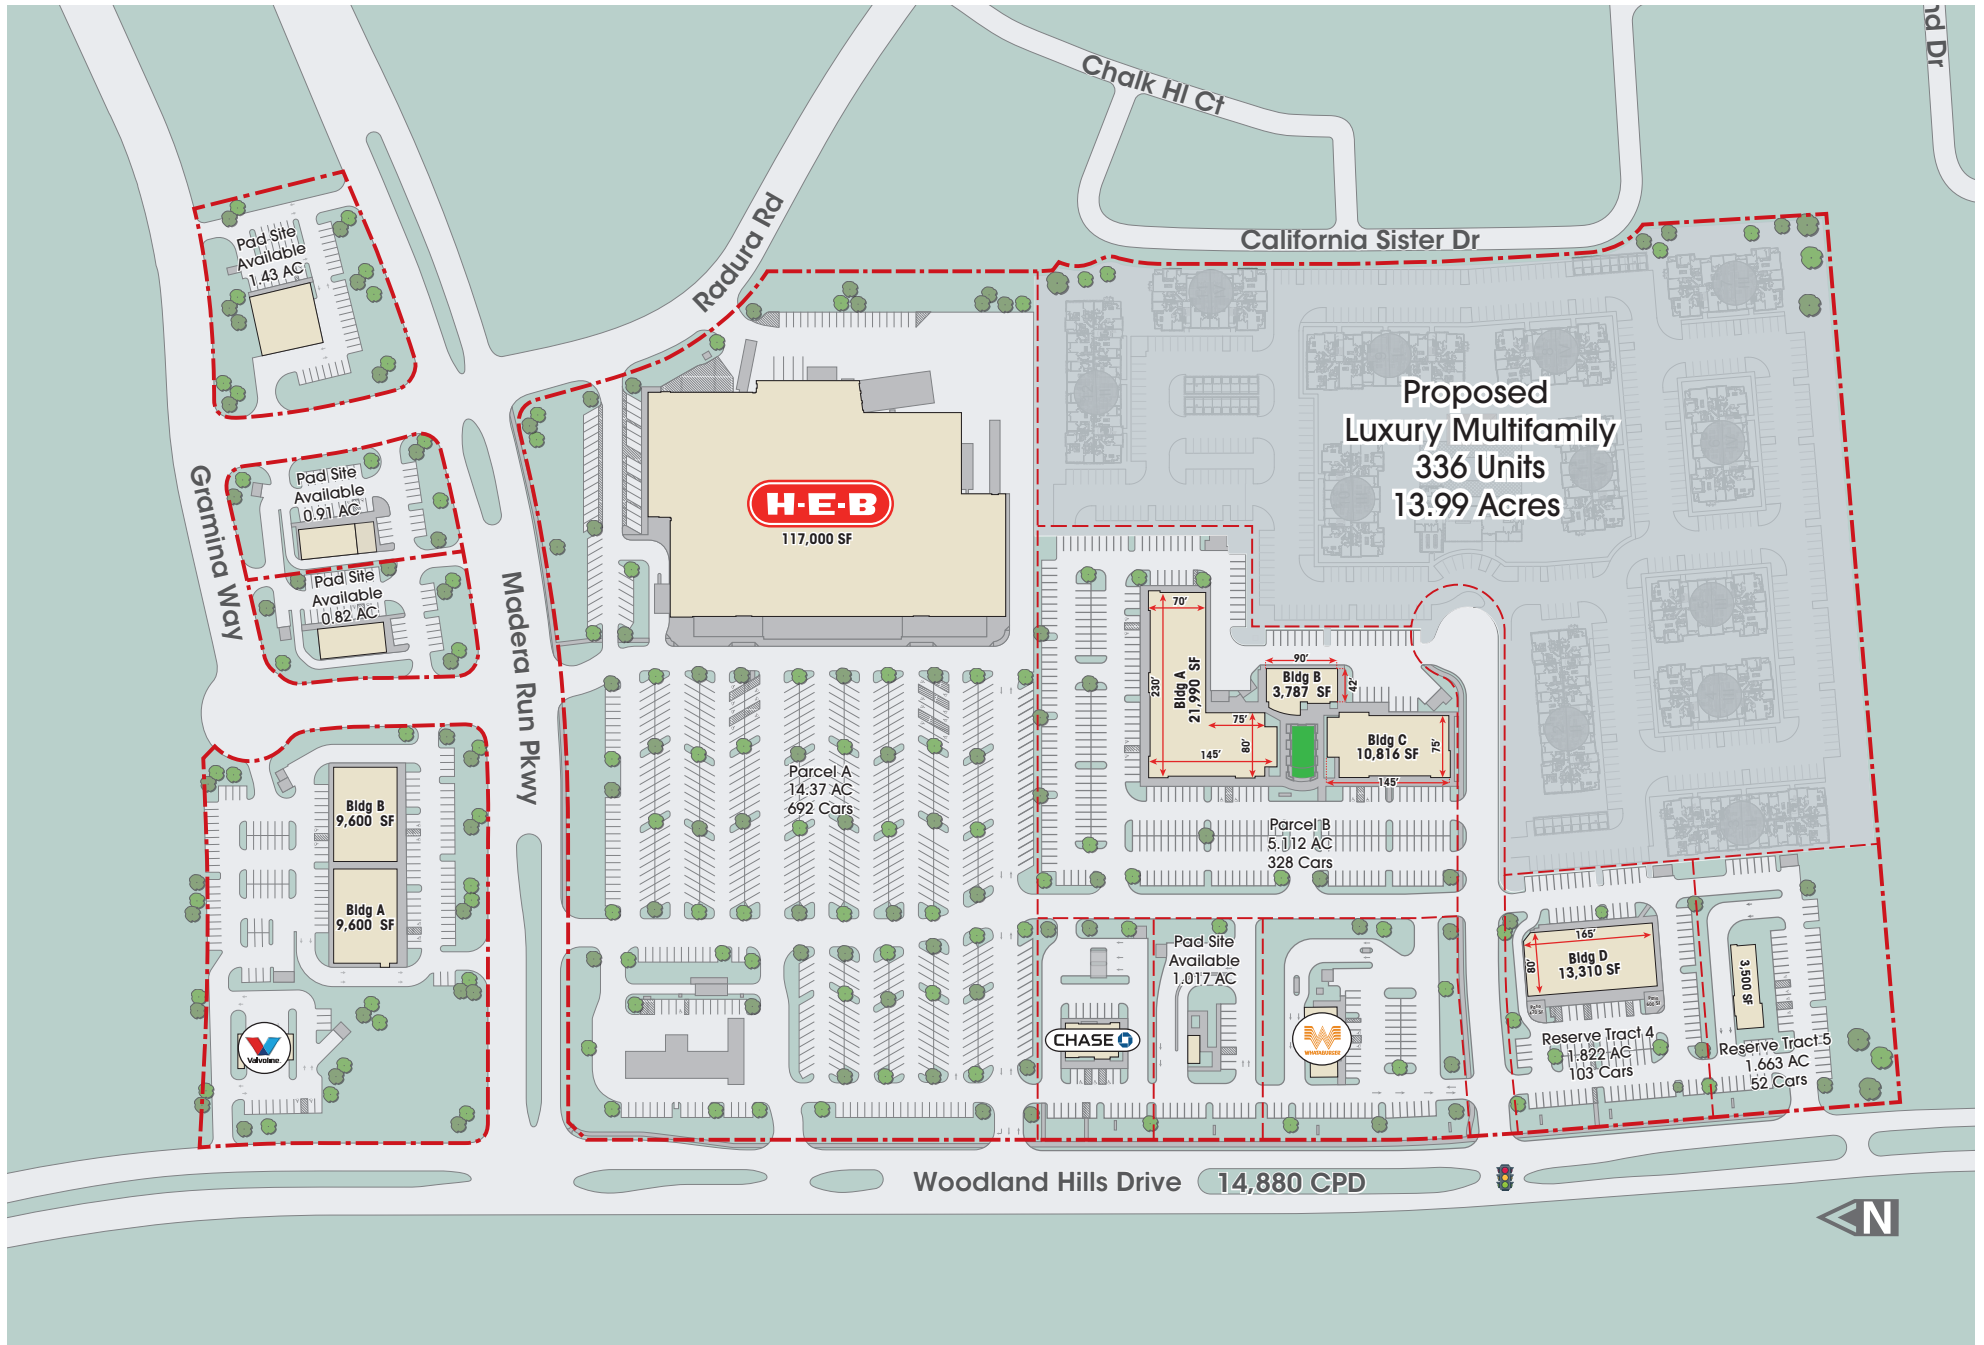 nd Dr
Chalk Hl Ct
Radura Rd
California Sister Dr
Pad Site
Available
1.43 AC
Proposed
Luxury Multifamily
336 Units
13.99 Acres
Gramina Way
Pad Site
Available
0.91 AC
H-E-B
117,000 SF
Pad Site
Available
0.82 AC
Madera Run Pkwy
70'
230'
Bldg A
21,990 SF
75'
80'
145'
90'
Bldg B
3,787 SF
42'
Bldg C
10,816 SF
75'
145'
Parcel A
14.37 AC
692 Cars
Bldg B
9,600 SF
Bldg A
9,600 SF
Parcel B
5.112 AC
328 Cars
Pad Site
Available
1.017 AC
165'
80'
Bldg D
13,310 SF
3,500 SF
Valvoline
CHASE
WHATABURGER
Reserve Tract 4
1.822 AC
103 Cars
Reserve Tract 5
1.663 AC
52 Cars
Woodland Hills Drive 14,880 CPD
N